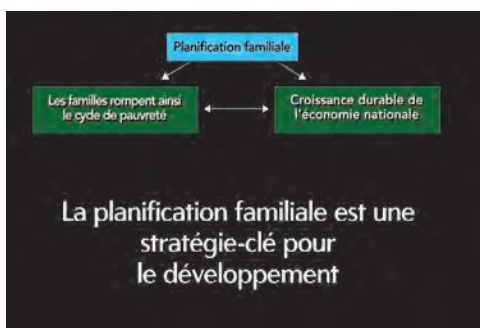 Planification familiale
Les familles rompent ainsi
le cycle de pauvreté
Croissance durable de
l'économie nationale
La planification familiale est une
stratégie-clé pour
le développement